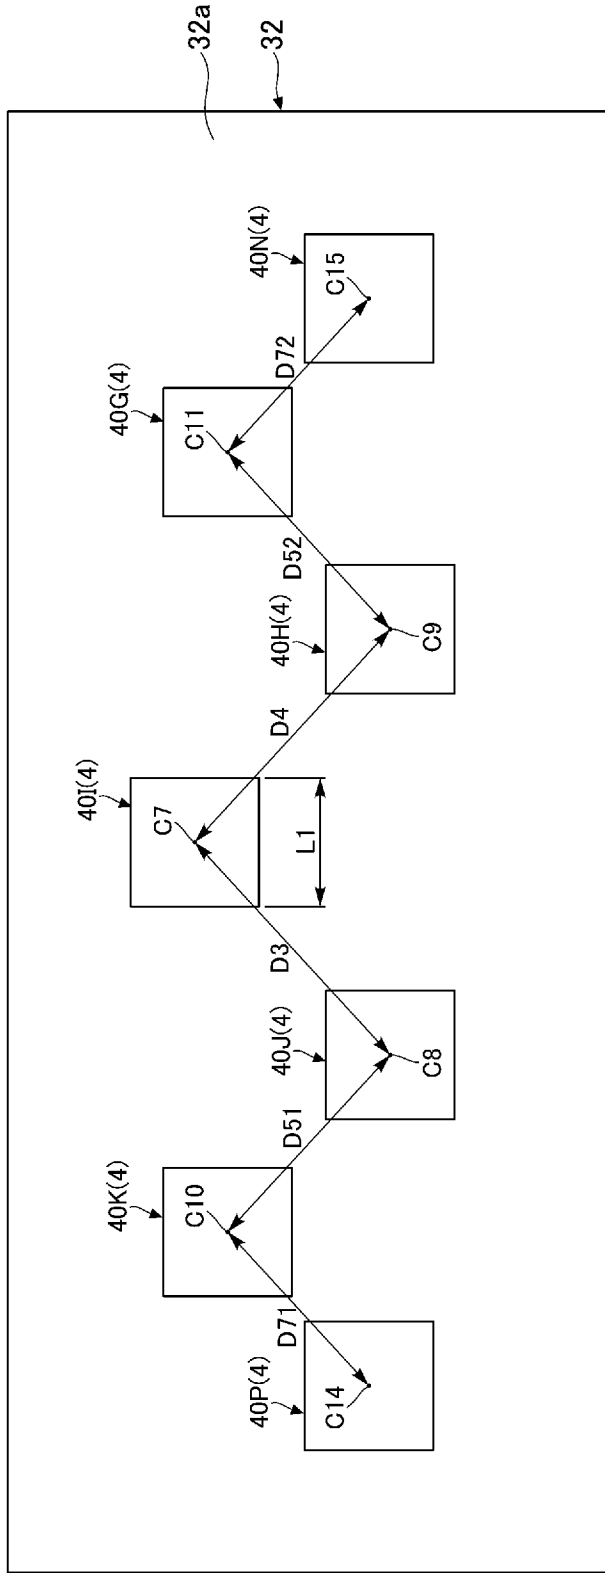 32a
32
40N(4)
C15
D72
40G(4)
C11
D52
40H(4)
C9
D4
40I(4)
C7
L1
D3
40J(4)
C8
D51
40K(4)
C10
D71
40P(4)
C14